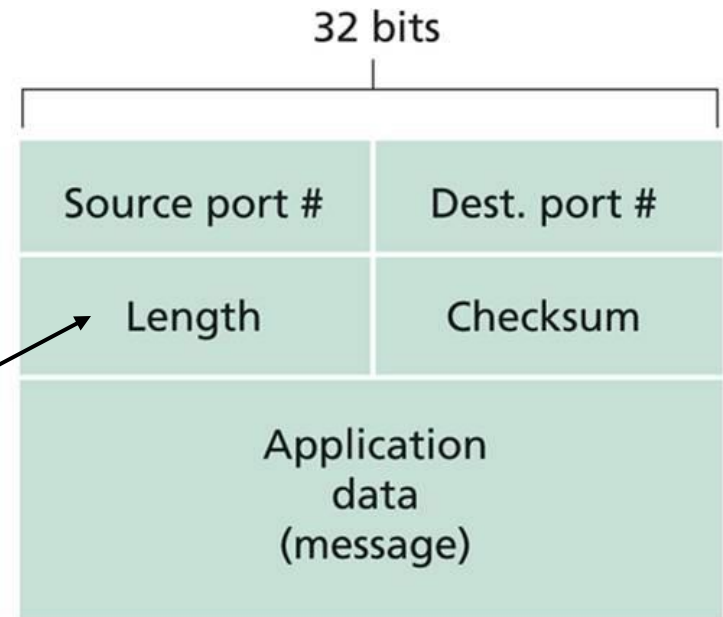 32 bits
Source port #
Dest. port #
Length
Checksum
Application
data
(message)